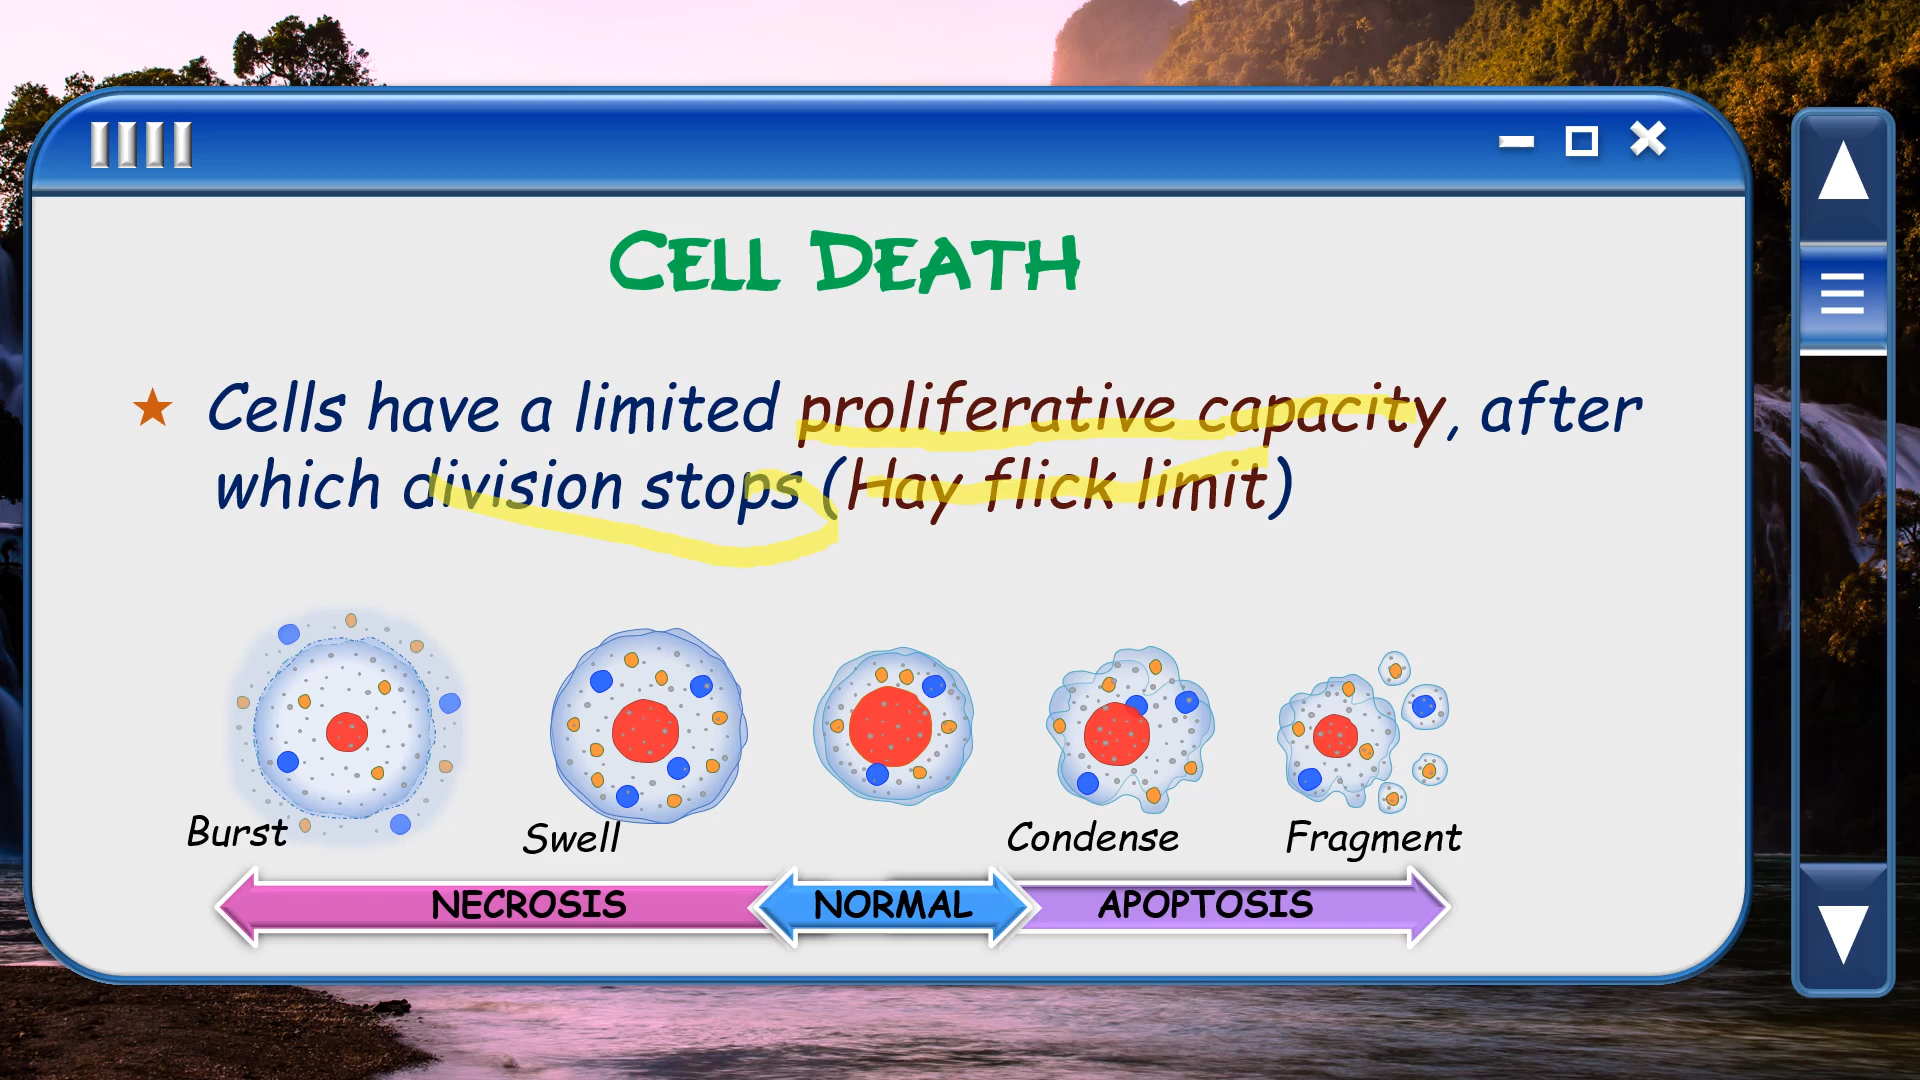 CELL DEATH
★ Cells have a limited proliferative capacity, after
which division stops (Hay flick limit)
Burst
Swell
Condense
Fragment
NECROSIS
NORMAL
APOPTOSIS